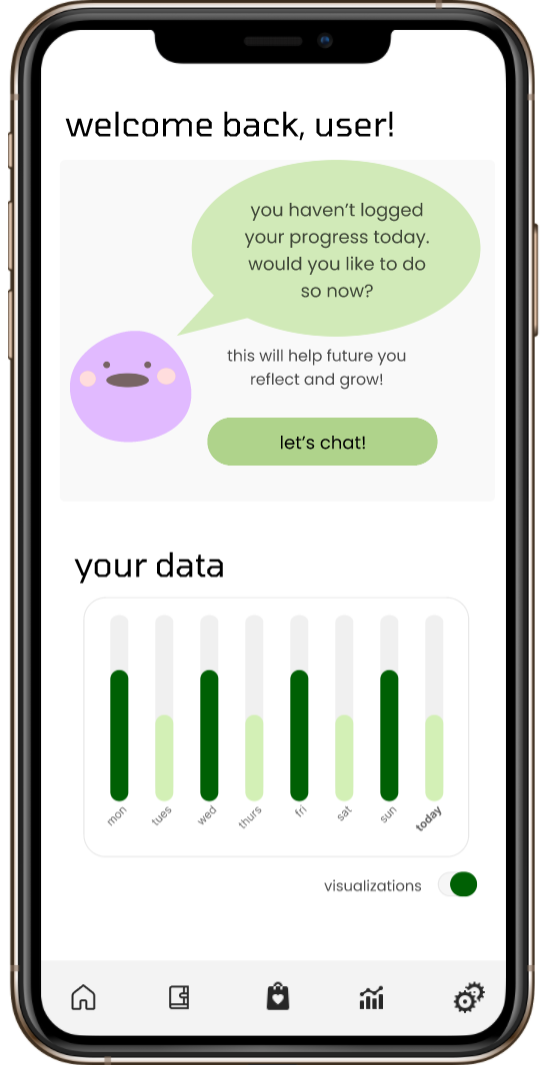 welcome back, user!
you haven't logged
your progress today.
would you like to do
so now?
this will help future you
reflect and grow!
let's chat!
your data
mon
tues
wed
thurs
fri
sat
sun
today
visualizations